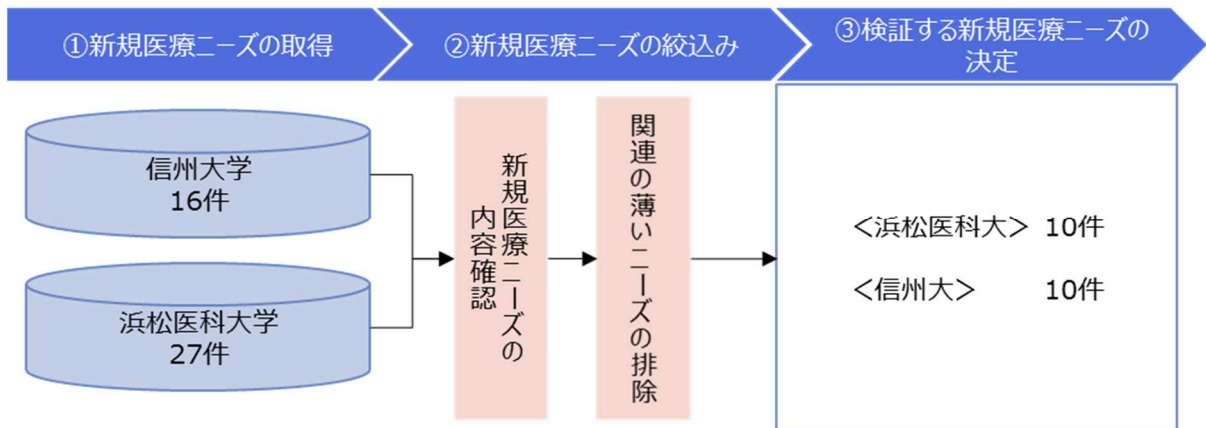 ①新規医療ニーズの取得
②新規医療ニーズの絞込み
③検証する新規医療ニーズの
決定
信州大学
16件
浜松医科大学
27件
新規医療ニーズの
内容確認
関連の薄いニーズの排除
＜浜松医科大＞ 10件
＜信州大＞ 10件